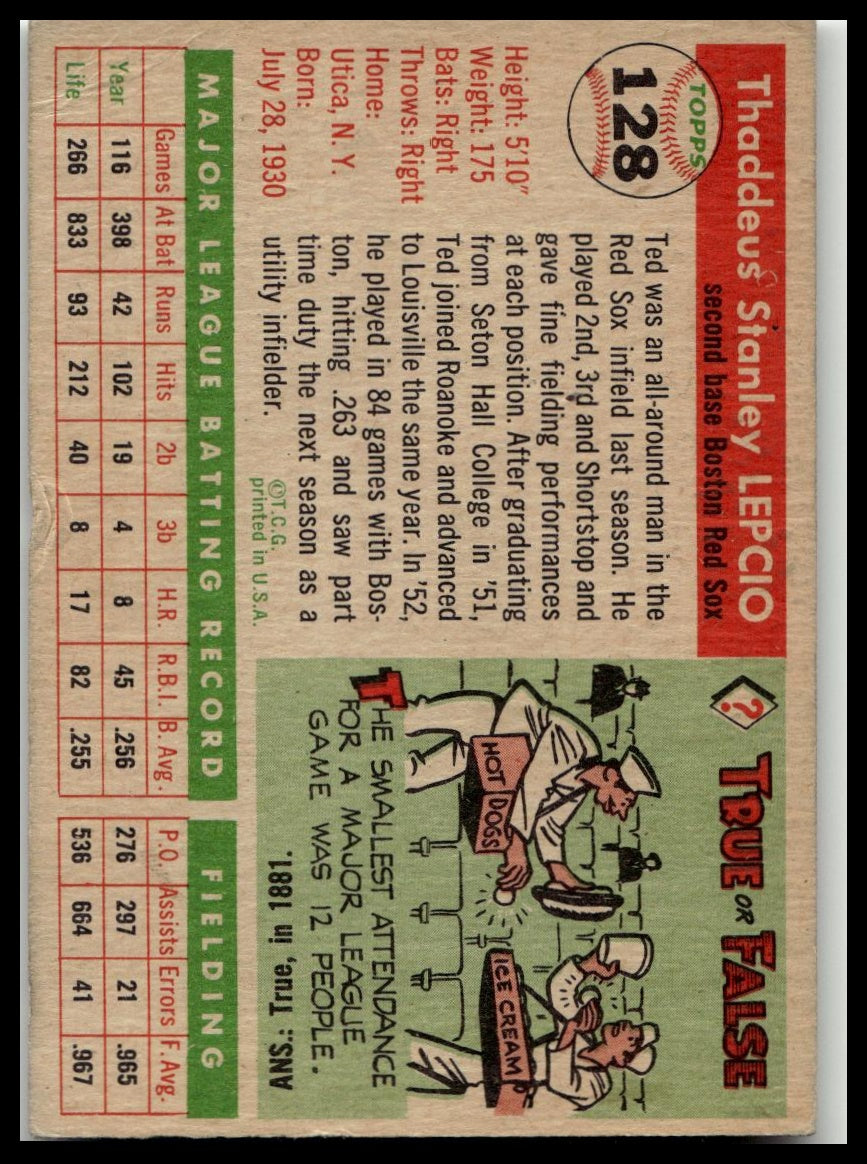 TOPPS
128
Thaddeus Stanley LEPCIO
second base Boston Red Sox
Height: 5'10"
Weight: 175
Bats: Right
Throws: Right
Home:
Utica, N. Y.
Born:
July 28, 1930
Ted was an all-around man in the
Red Sox infield last season. He
played 2nd, 3rd and Shortstop and
gave fine fielding performances
at each position. After graduating
from Seton Hall College in '51,
Ted joined Roanoke and advanced
to Louisville the same year. In '52,
he played in 84 games with Bos-
ton, hitting .263 and saw part
time duty the next season as a
utility infielder.
©T.C.G.
printed in U.S.A.
? TRUE OR FALSE
HOT DOGS
ICE CREAM
THE SMALLEST ATTENDANCE
FOR A MAJOR LEAGUE
GAME WAS 12 PEOPLE.
ANS.: True, in 1881.
MAJOR LEAGUE BATTING RECORD FIELDING
Games At Bat Runs Hits 2b 3b H.R. R.B.I. B. Avg. P.O. Assists Errors F. Avg.
Year 116 398 42 102 19 4 8 45 .256 276 297 21 .965
Life 266 833 93 212 40 8 17 82 .255 536 664 41 .967